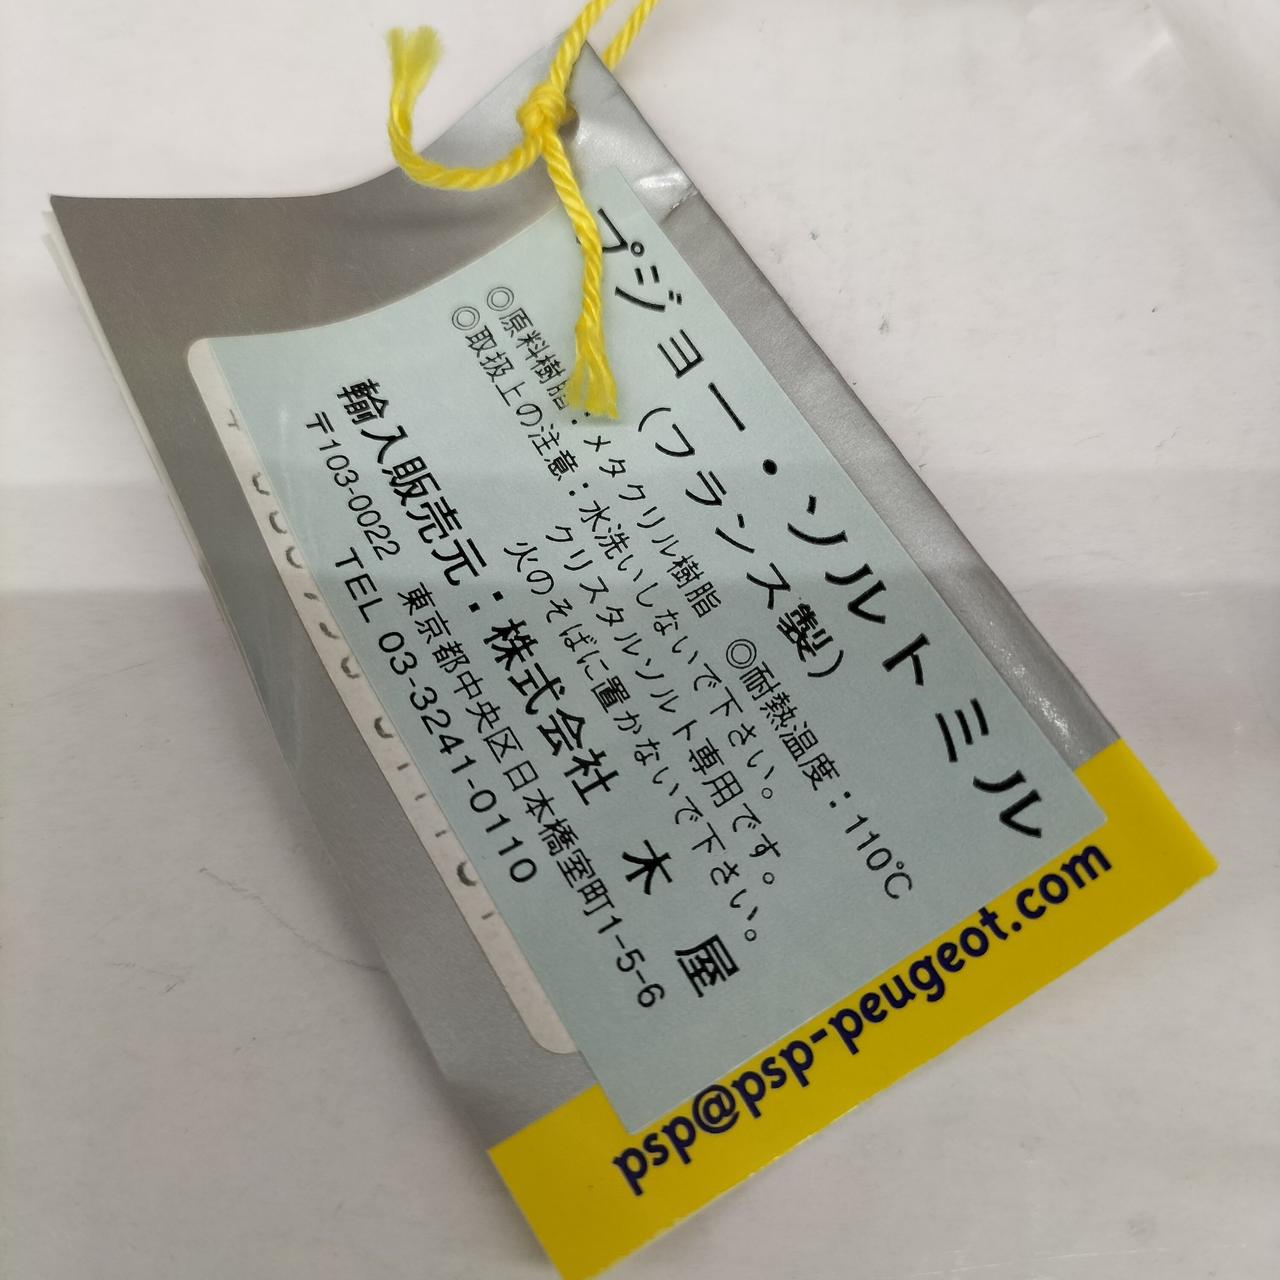 プジョー・ソルトミル
（フランス製）
◎原料樹脂：メタクリル樹脂 ◎耐熱温度：110℃
◎取扱上の注意：水洗いしないで下さい。
クリスタルソルト専用です。
火のそばに置かないで下さい。
輸入販売元：株式会社 木屋
〒103-0022 東京都中央区日本橋室町1-5-6
TEL 03-3241-0110
psp@psp-peugeot.com